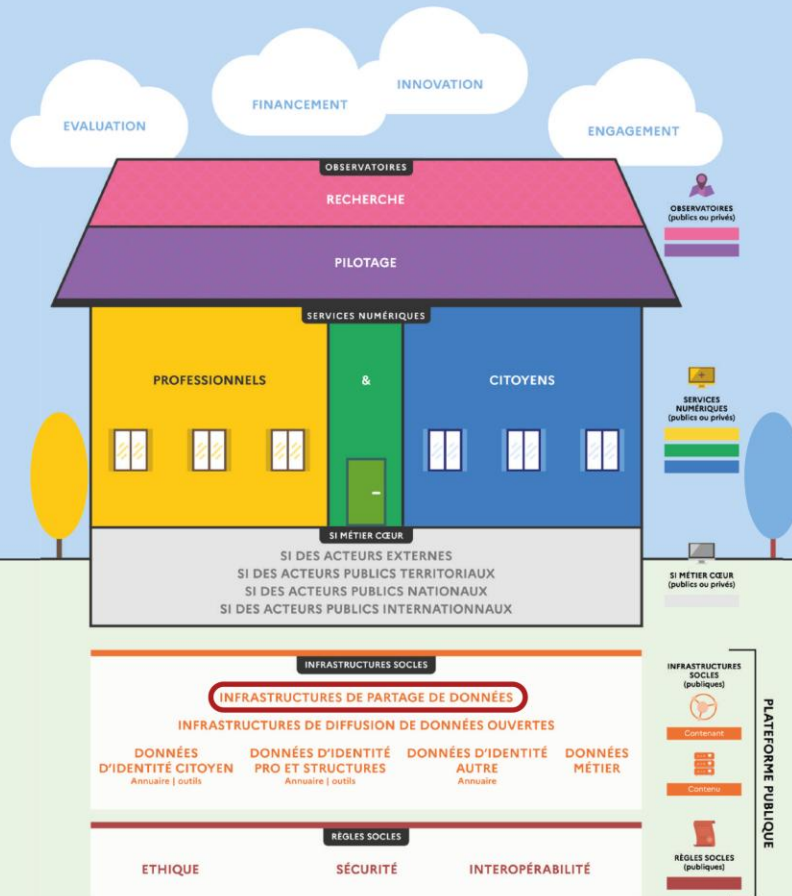 EVALUATION
FINANCEMENT
INNOVATION
ENGAGEMENT
OBSERVATOIRES
RECHERCHE
PILOTAGE
OBSERVATOIRES
(publics ou privés)
SERVICES NUMÉRIQUES
PROFESSIONNELS
&
CITOYENS
SERVICES
NUMÉRIQUES
(publics ou privés)
SI MÉTIER CŒUR
SI DES ACTEURS EXTERNES
SI DES ACTEURS PUBLICS TERRITORIAUX
SI DES ACTEURS PUBLICS NATIONAUX
SI DES ACTEURS PUBLICS INTERNATIONNAUX
SI MÉTIER CŒUR
(publics ou privés)
INFRASTRUCTURES SOCLES
INFRASTRUCTURES DE PARTAGE DE DONNÉES
INFRASTRUCTURES DE DIFFUSION DE DONNÉES OUVERTES
DONNÉES
D'IDENTITÉ CITOYEN
Annuaire | outils
DONNÉES D'IDENTITÉ
PRO ET STRUCTURES
Annuaire | outils
DONNÉES D'IDENTITÉ
AUTRE
Annuaire
DONNÉES
MÉTIER
INFRASTRUCTURES
SOCLES
(publiques)
Contenant
Contenu
PLATEFORME PUBLIQUE
RÈGLES SOCLES
ETHIQUE
SÉCURITÉ
INTEROPÉRABILITÉ
RÈGLES SOCLES
(publiques)